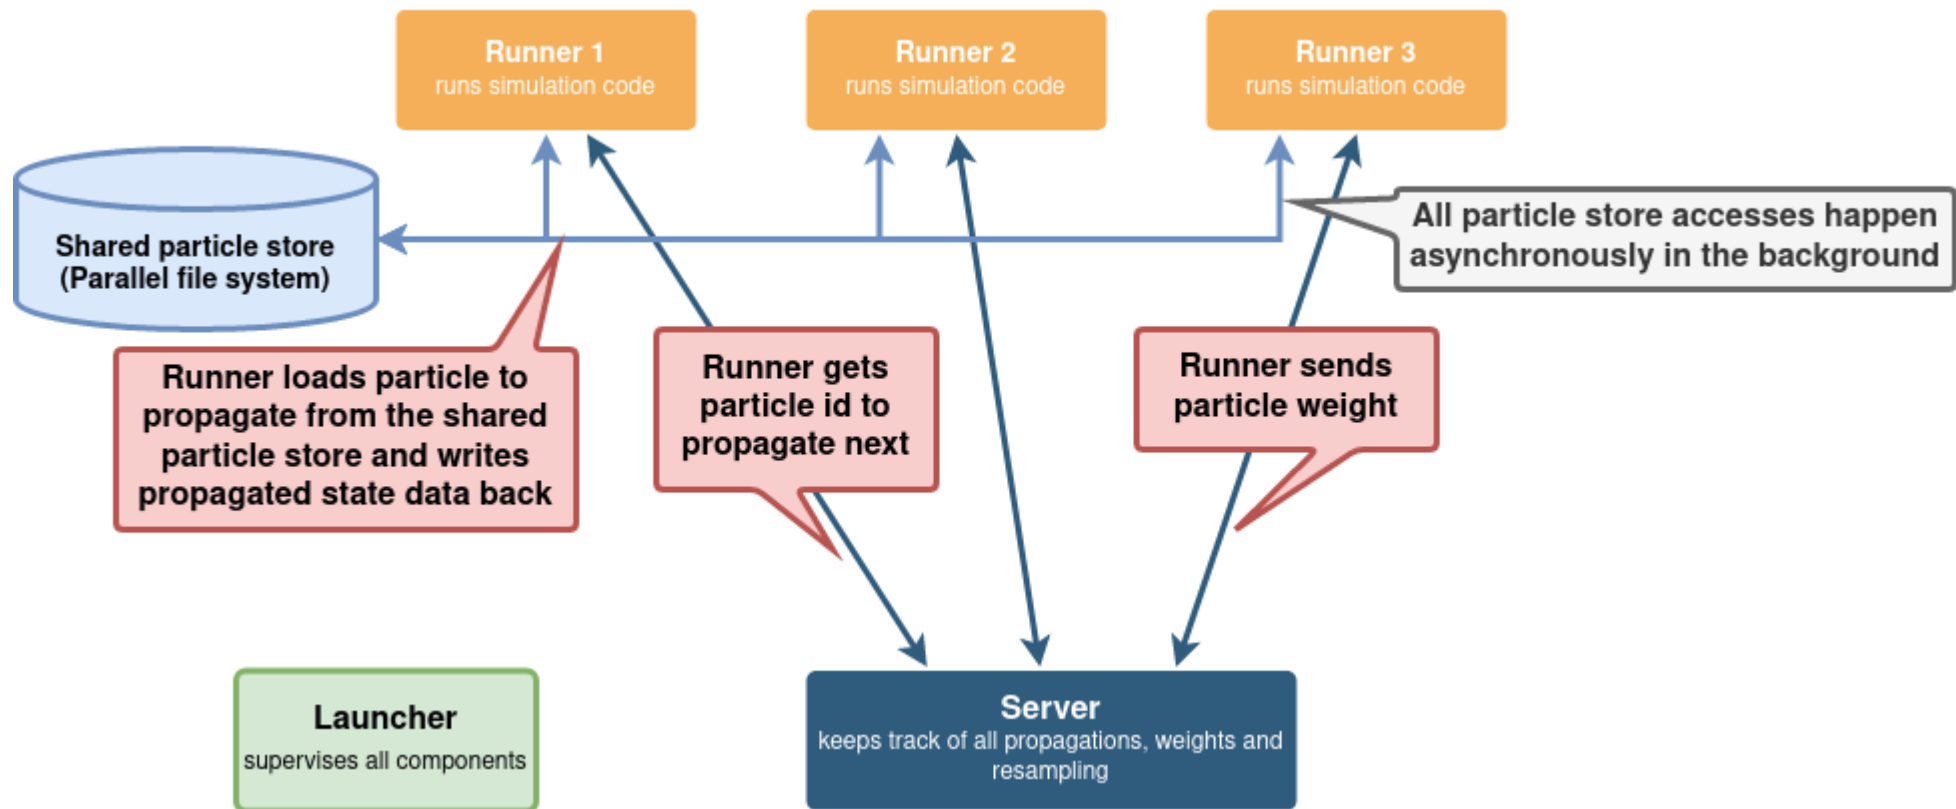 Runner 1
runs simulation code
Runner 2
runs simulation code
Runner 3
runs simulation code
Shared particle store
(Parallel file system)
All particle store accesses happen
asynchronously in the background
Runner loads particle to
propagate from the shared
particle store and writes
propagated state data back
Runner gets
particle id to
propagate next
Runner sends
particle weight
Launcher
supervises all components
Server
keeps track of all propagations, weights and
resampling